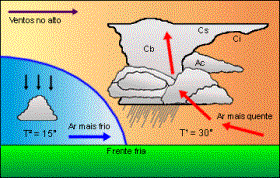 Ventos no alto
Cs
Ci
Cb
Ac
Ar mais quente
T° = 15° Ar mais frio T° = 30°
Frente fria